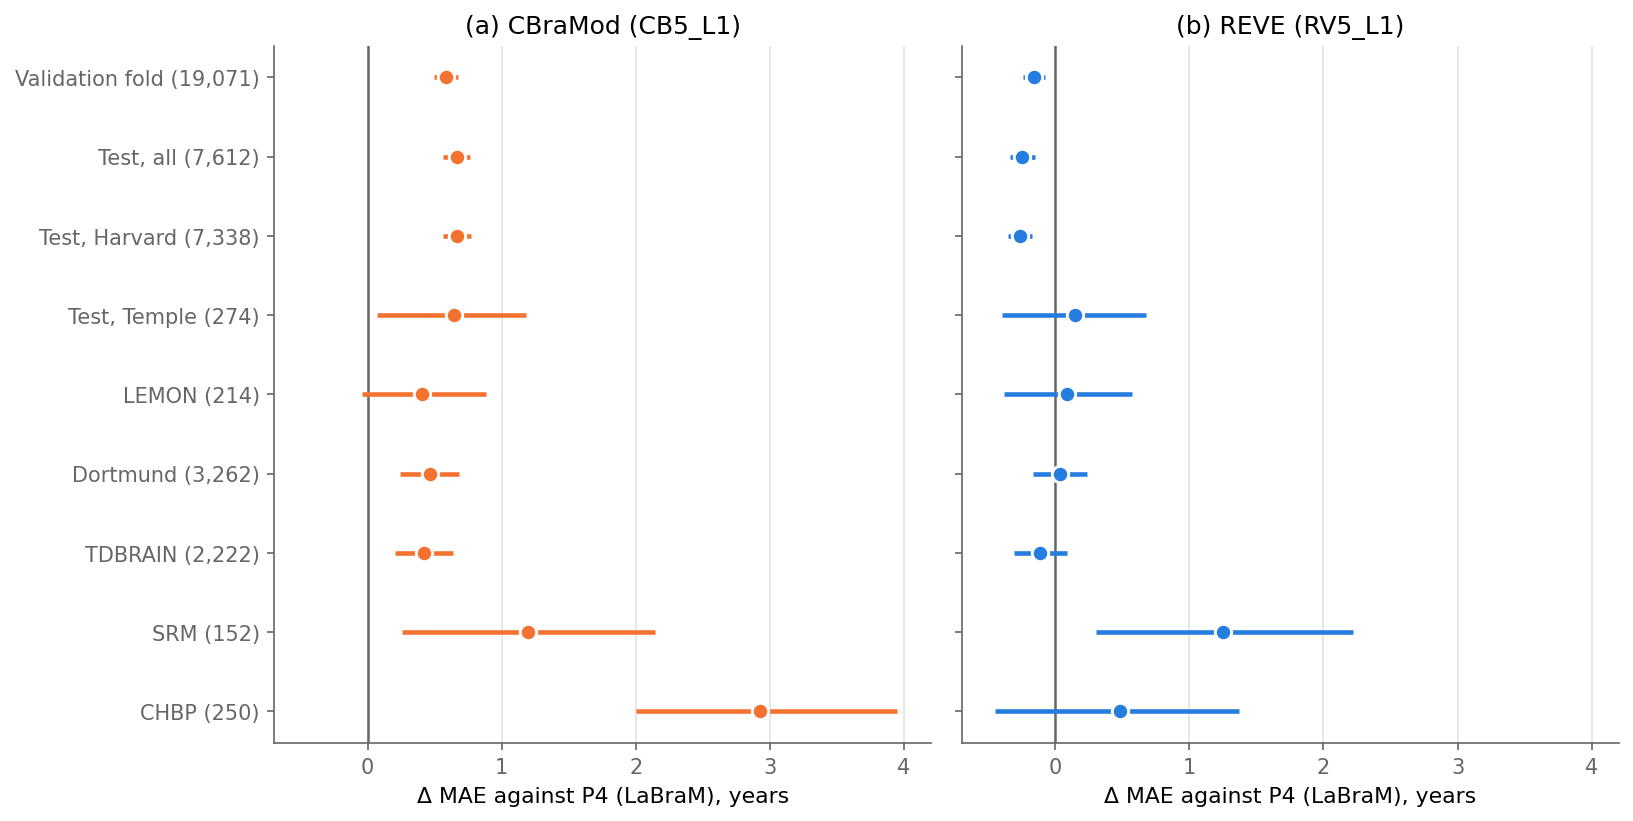 (a) CBraMod (CB5_L1)
(b) REVE (RV5_L1)
Validation fold (19,071)
Test, all (7,612)
Test, Harvard (7,338)
Test, Temple (274)
LEMON (214)
Dortmund (3,262)
TDBRAIN (2,222)
SRM (152)
CHBP (250)
0 1 2 3 4
0 1 2 3 4
Δ MAE against P4 (LaBraM), years
Δ MAE against P4 (LaBraM), years